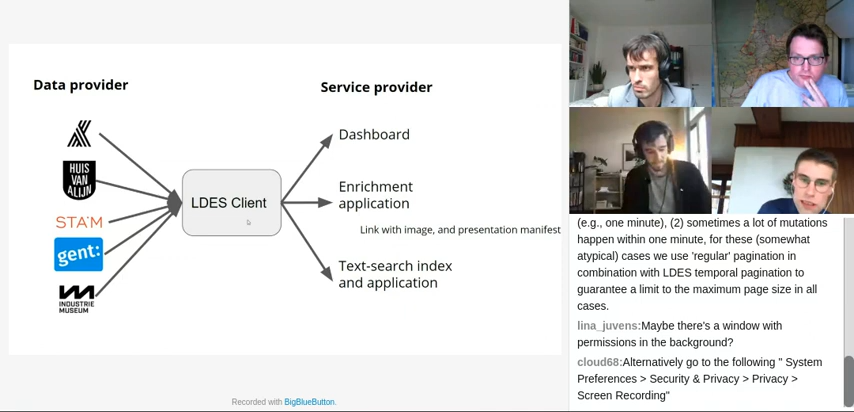 Data provider
Service provider
HUIS
VAN
ALIJN
STAM
gent:
INDUSTRIE
MUSEUM
LDES Client
Dashboard
Enrichment
application
Link with image, and presentation manifest
Text-search index
and application
Recorded with BigBlueButton.
(e.g., one minute), (2) sometimes a lot of mutations
happen within one minute, for these (somewhat
atypical) cases we use 'regular' pagination in
combination with LDES temporal pagination to
guarantee a limit to the maximum page size in all
cases.
lina_juvens:Maybe there's a window with
permissions in the background?
cloud68:Alternatively go to the following " System
Preferences > Security & Privacy > Privacy >
Screen Recording"